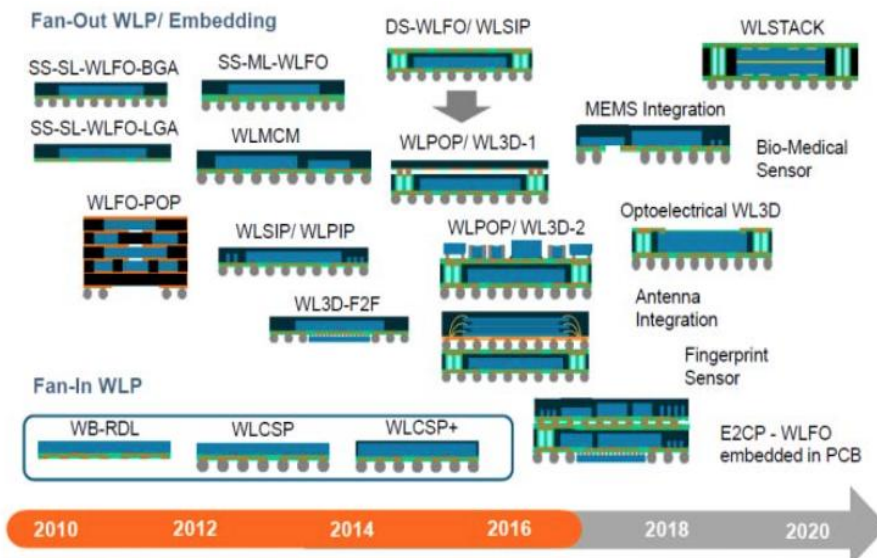 Fan-Out WLP/ Embedding
DS-WLFO/ WLSIP
WLSTACK
SS-SL-WLFO-BGA
SS-ML-WLFO
SS-SL-WLFO-LGA
WLMCM
WLPOP/ WL3D-1
MEMS Integration
Bio-Medical
Sensor
WLFO-POP
WLSIP/ WLPIP
WLPOP/ WL3D-2
Optoelectrical WL3D
WL3D-F2F
Antenna
Integration
Fingerprint
Sensor
Fan-In WLP
WB-RDL
WLCSP
WLCSP+
E2CP - WLFO
embedded in PCB
2010
2012
2014
2016
2018
2020